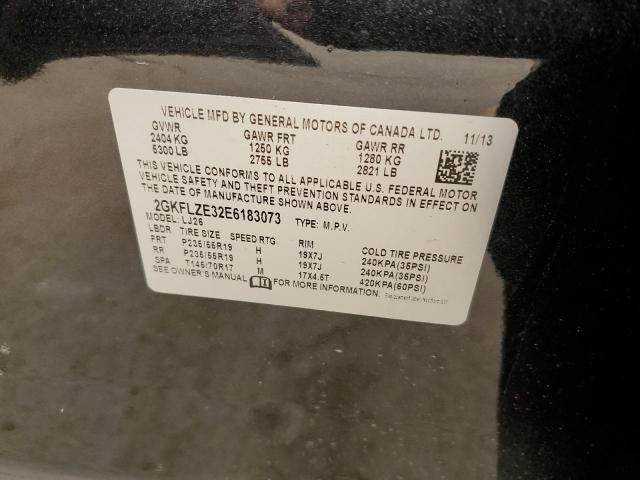 VEHICLE MFD BY GENERAL MOTORS OF CANADA LTD. 11/13
GVWR GAWR FRT GAWR RR
2404 KG 1250 KG 1280 KG
5300 LB 2755 LB 2821 LB
THIS VEHICLE CONFORMS TO ALL APPLICABLE U.S. FEDERAL MOTOR
VEHICLE SAFETY AND THEFT PREVENTION STANDARDS IN EFFECT ON
THE DATE OF MANUFACTURE SHOWN ABOVE.
2GKFLZE32E6183073 TYPE: M.P.V.
MODEL: LJ26
LBDR TIRE SIZE SPEED RTG RIM COLD TIRE PRESSURE
FRT P235/55R19 H 19X7J 240KPA(35PSI)
RR P235/55R19 H 19X7J 240KPA(35PSI)
SPA T145/70R17 M 17X4.5T 420KPA(60PSI)
SEE OWNER'S MANUAL FOR MORE INFORMATION.